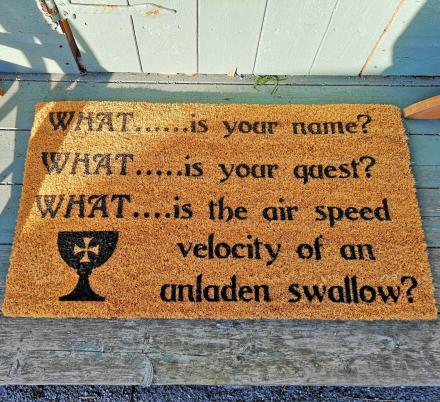 WHAT......is your name?
WHAT.....is your quest?
WHAT....is the air speed
velocity of an
unladen swallow?